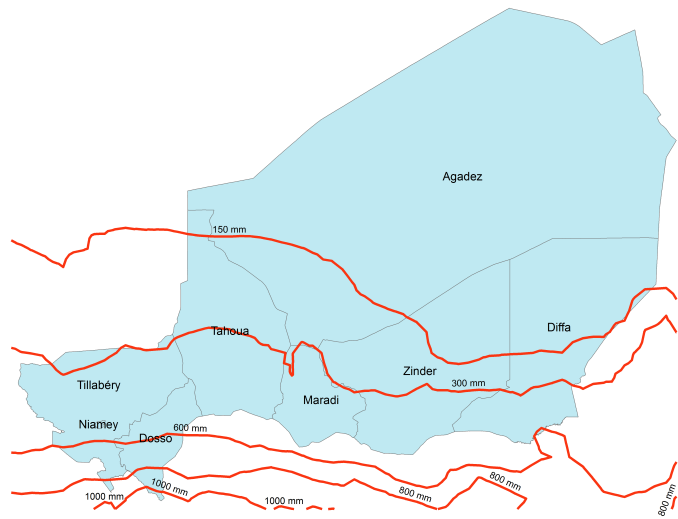 Agadez
150 mm
Tahoua
Diffa
Zinder
Tillabéry
300 mm
Maradi
Niamey
600 mm
Dosso
800 mm
1000 mm
800 mm
1000 mm
1000 mm
800 mm